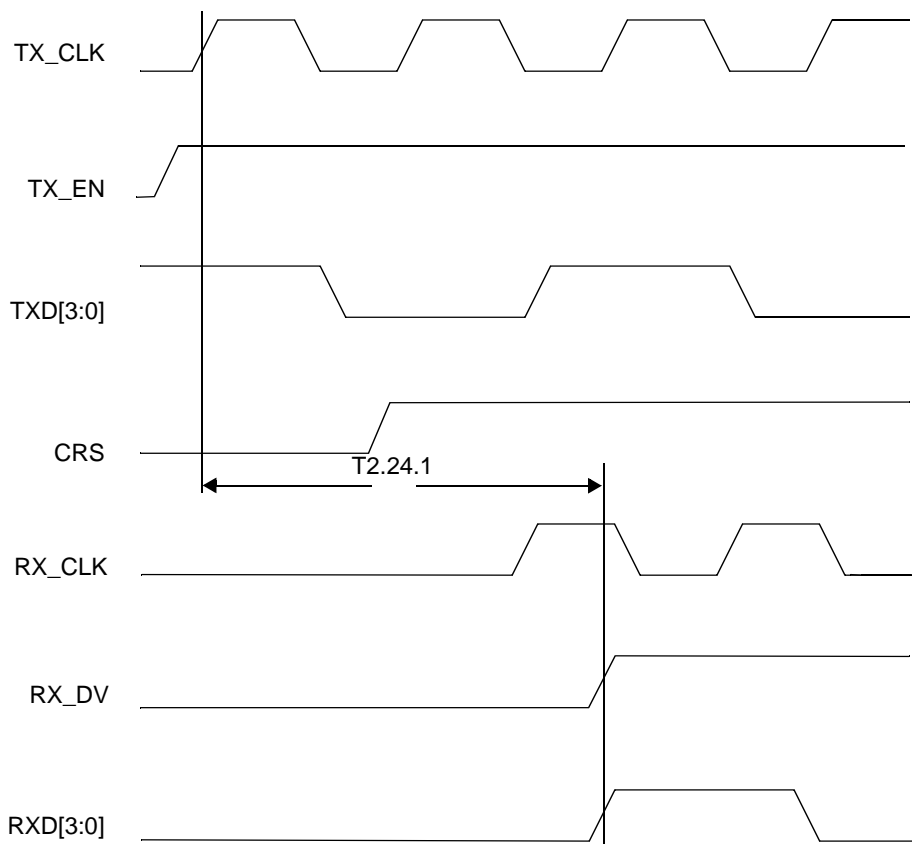 TX_CLK
TX_EN
TXD[3:0]
CRS
T2.24.1
RX_CLK
RX_DV
RXD[3:0]